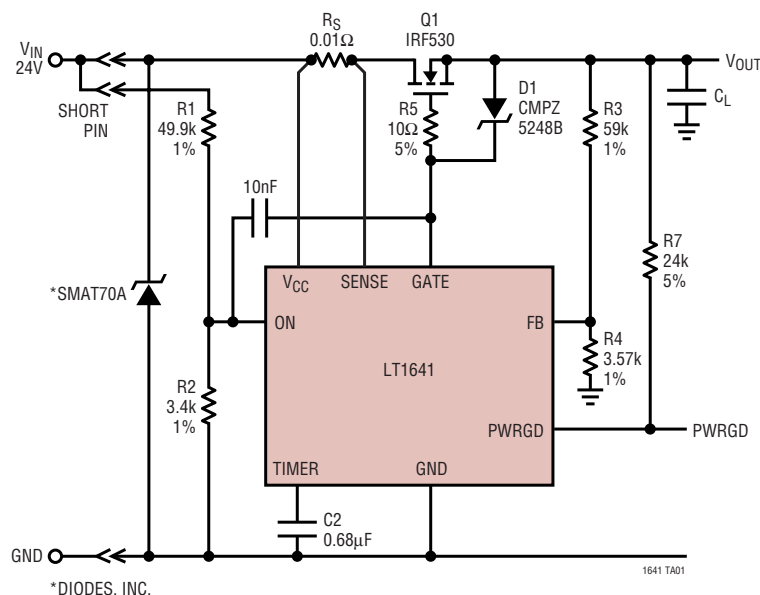 VIN
24V
SHORT
PIN
RS
0.01Ω
Q1
IRF530
VOUT
D1
CMPZ
5248B
CL
R1
49.9k
1%
R5
10Ω
5%
R3
59k
1%
10nF
R7
24k
5%
*SMAT70A
VCC
SENSE
GATE
ON
FB
LT1641
R4
3.57k
1%
R2
3.4k
1%
PWRGD
PWRGD
TIMER
GND
C2
0.68µF
GND
1641 TA01
*DIODES, INC.